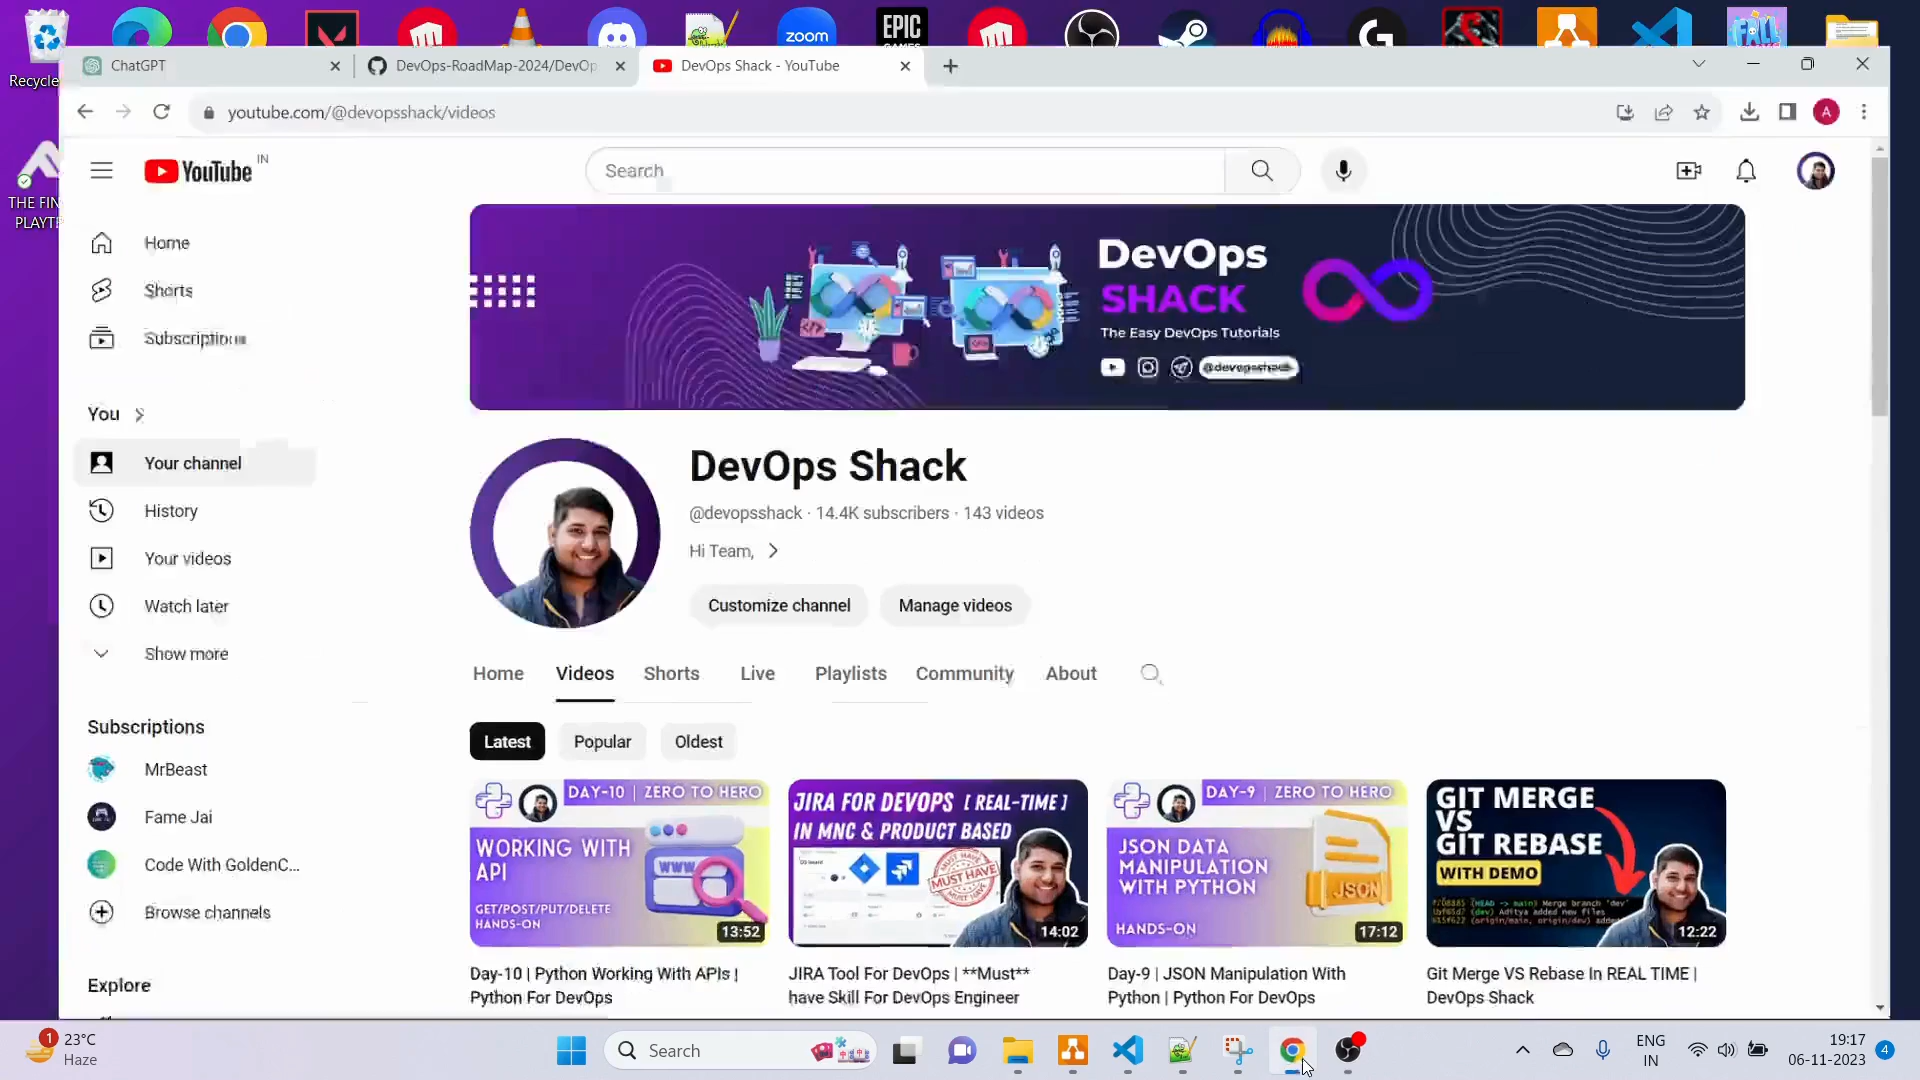 zoom
EPIC
GAMES
FALL
Recycle
THE FIN
PLAYTE
ChatGPT
DevOps-RoadMap-2024/DevOp
DevOps Shack - YouTube
youtube.com/@devopsshack/videos
A
YouTube
IN
Search
Home
Shorts
Subscriptions
You
Your channel
History
Your videos
Watch later
Show more
Subscriptions
MrBeast
Fame Jai
Code With GoldenC...
Browse channels
Explore
DevOps
SHACK
The Easy DevOps Tutorials
@devopsshack
DevOps Shack
@devopsshack · 14.4K subscribers · 143 videos
Hi Team,
Customize channel
Manage videos
Home
Videos
Shorts
Live
Playlists
Community
About
Latest
Popular
Oldest
DAY-10 | ZERO TO HERO
WORKING WITH
API
GET/POST/PUT/DELETE
HANDS-ON
WWW
13:52
Day-10 | Python Working With APIs |
Python For DevOps
JIRA FOR DEVOPS [ REAL-TIME ]
IN MNC & PRODUCT BASED
MUST HAVE
14:02
JIRA Tool For DevOps | **Must**
have Skill For DevOps Engineer
DAY-9 | ZERO TO HERO
JSON DATA
MANIPULATION
WITH PYTHON
HANDS-ON
JSON
17:12
Day-9 | JSON Manipulation With
Python | Python For DevOps
GIT MERGE
VS
GIT REBASE
WITH DEMO
12:22
Git Merge VS Rebase In REAL TIME |
DevOps Shack
1
23°C
Haze
Search
ENG
IN
19:17
06-11-2023
4